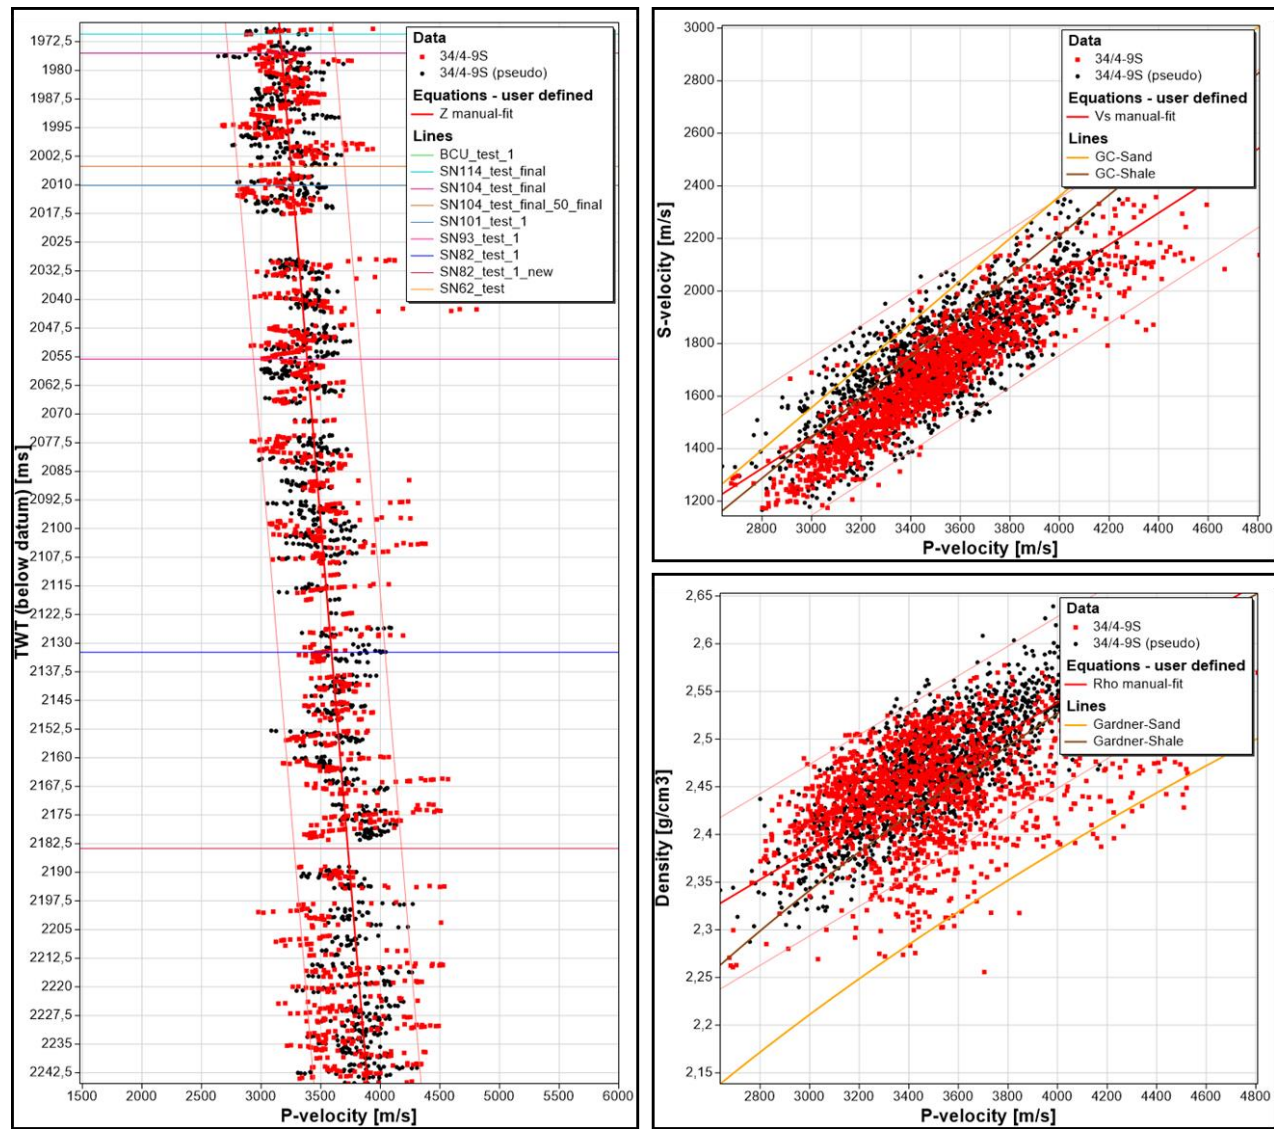 Data
34/4-9S
34/4-9S (pseudo)
Equations - user defined
Z manual-fit
Lines
BCU_test_1
SN114_test_final
SN104_test_final
SN104_test_final_50_final
SN101_test_1
SN93_test_1
SN82_test_1
SN82_test_1_new
SN62_test
TWT (below datum) [ms]
1972,5
1980
1987,5
1995
2002,5
2010
2017,5
2025
2032,5
2040
2047,5
2055
2062,5
2070
2077,5
2085
2092,5
2100
2107,5
2115
2122,5
2130
2137,5
2145
2152,5
2160
2167,5
2175
2182,5
2190
2197,5
2205
2212,5
2220
2227,5
2235
2242,5
1500 2000 2500 3000 3500 4000 4500 5000 5500 6000
P-velocity [m/s]
Data
34/4-9S
34/4-9S (pseudo)
Equations - user defined
Vs manual-fit
Lines
GC-Sand
GC-Shale
S-velocity [m/s]
3000
2800
2600
2400
2200
2000
1800
1600
1400
1200
2800 3000 3200 3400 3600 3800 4000 4200 4400 4600 4800
P-velocity [m/s]
Data
34/4-9S
34/4-9S (pseudo)
Equations - user defined
Rho manual-fit
Lines
Gardner-Sand
Gardner-Shale
Density [g/cm3]
2,65
2,6
2,55
2,5
2,45
2,4
2,35
2,3
2,25
2,2
2,15
2800 3000 3200 3400 3600 3800 4000 4200 4400 4600 4800
P-velocity [m/s]